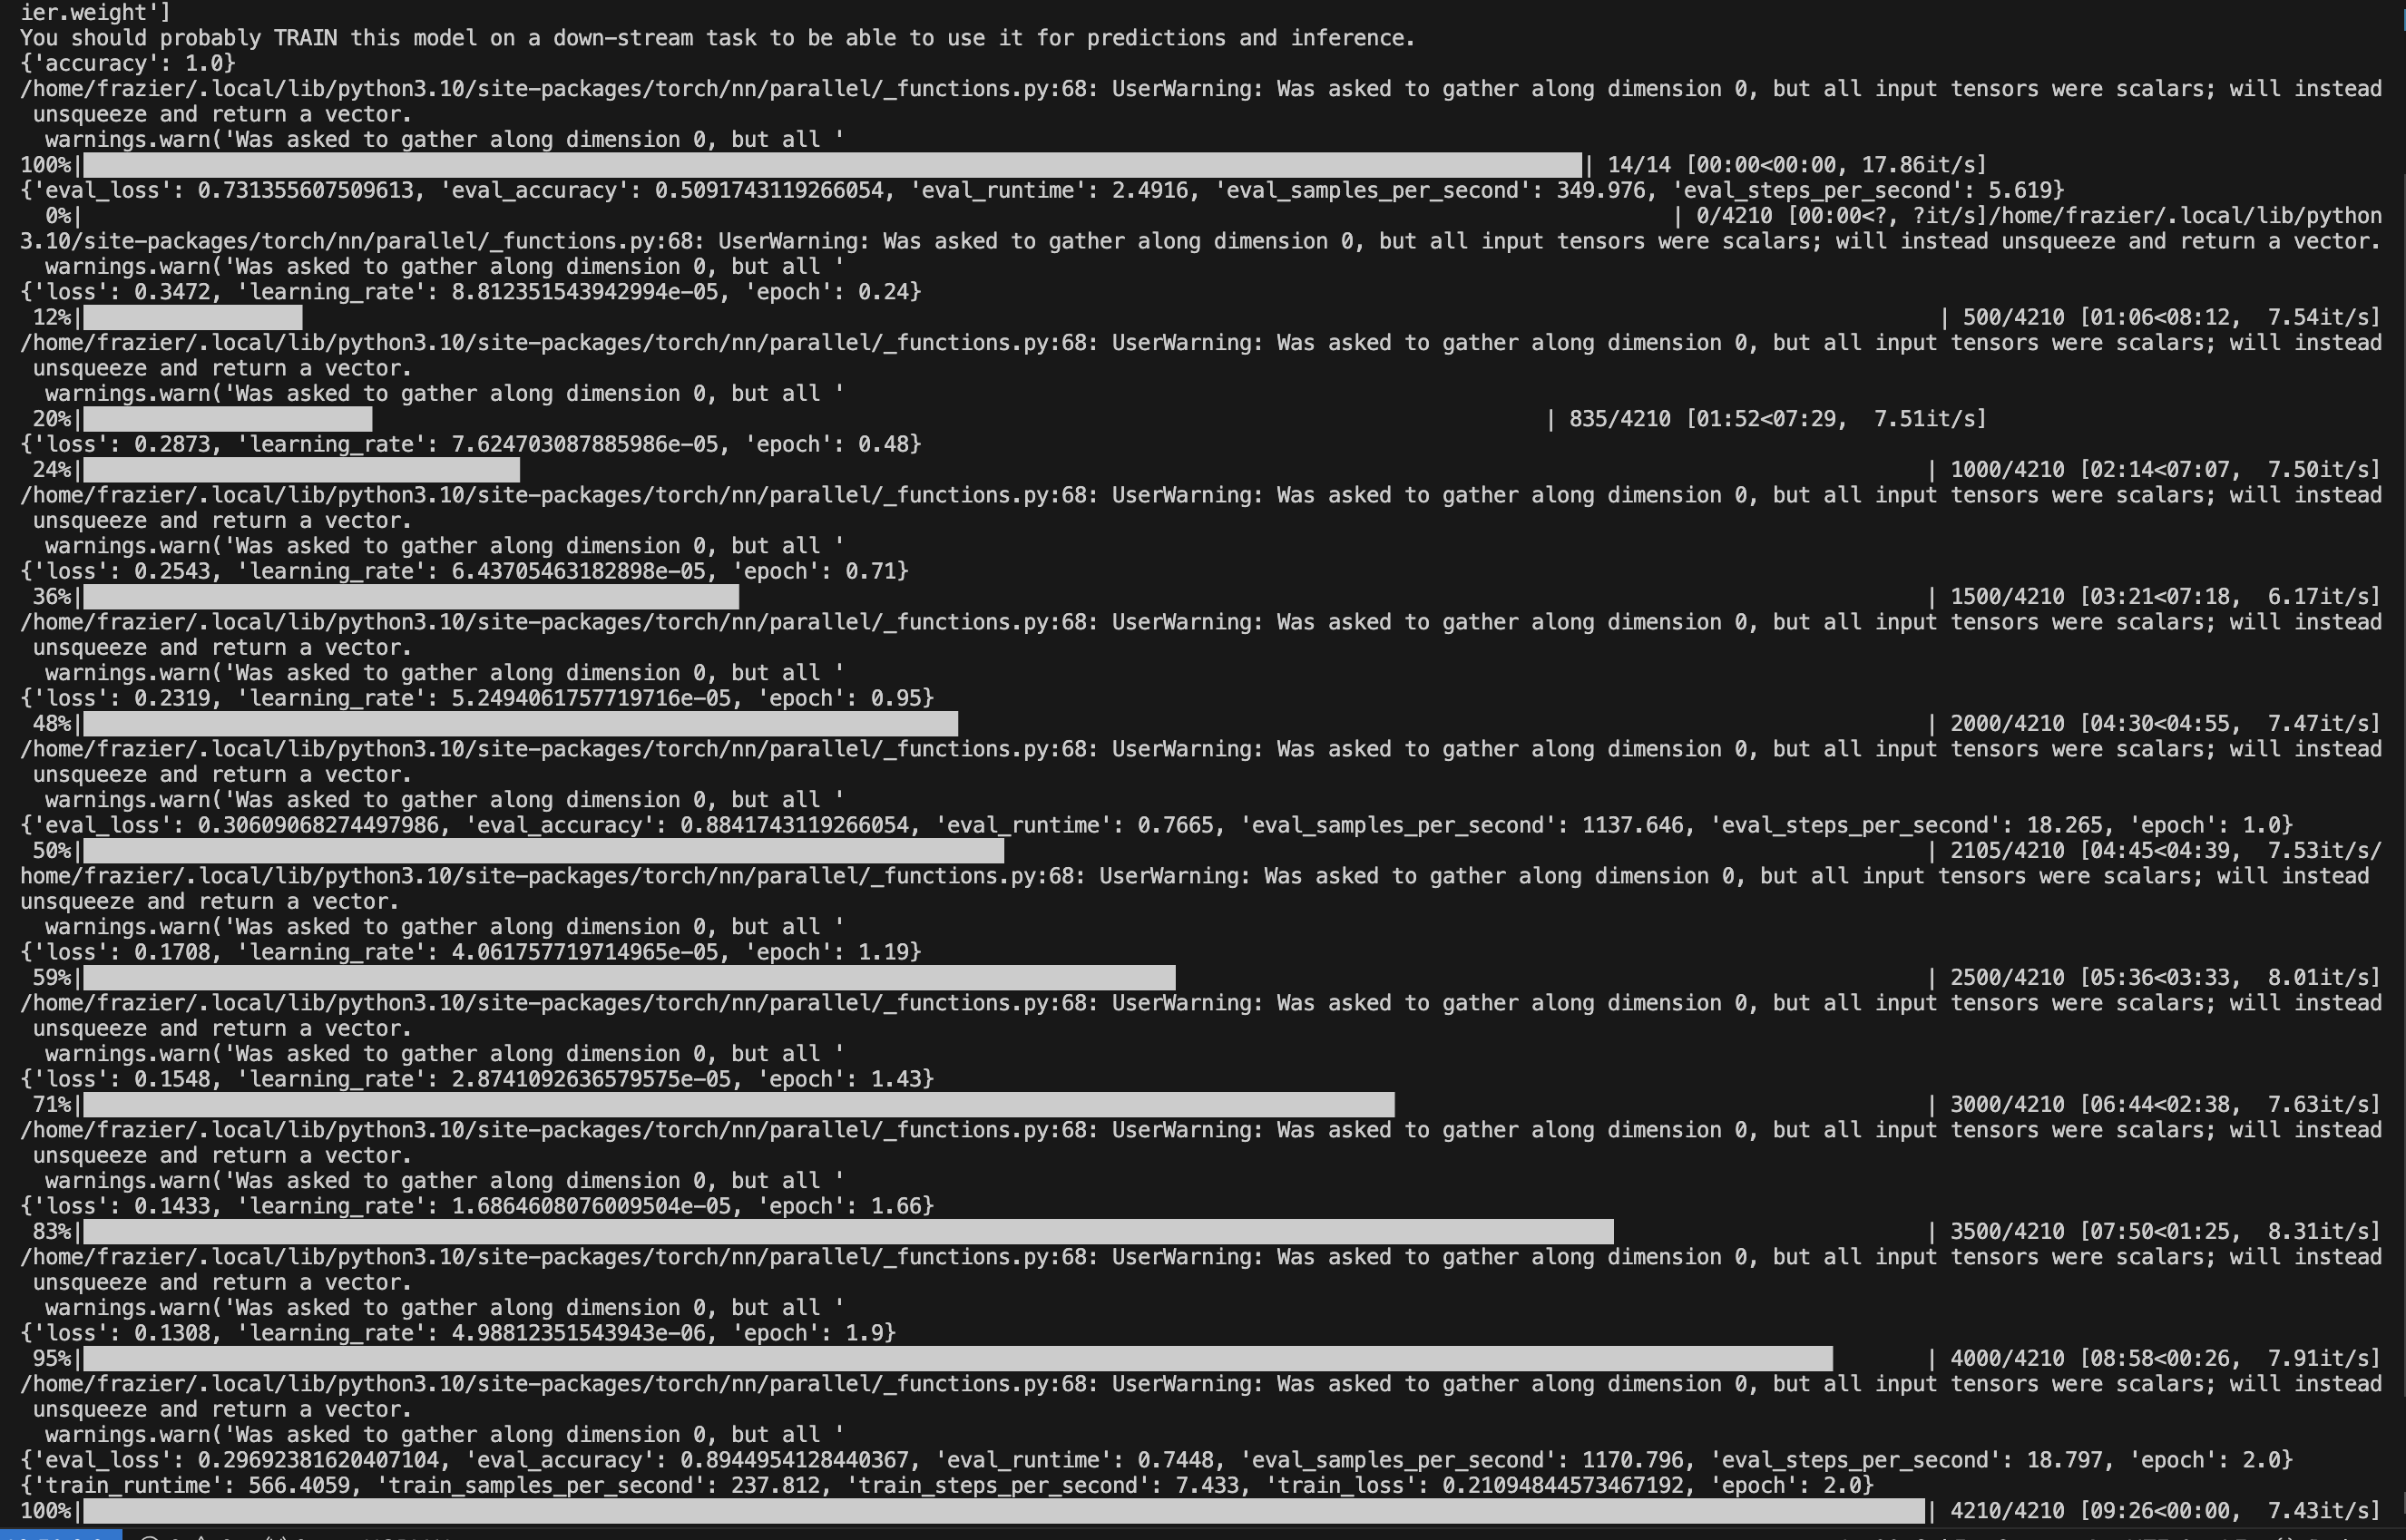 ier.weight']
You should probably TRAIN this model on a down-stream task to be able to use it for predictions and inference.
{'accuracy': 1.0}
/home/frazier/.local/lib/python3.10/site-packages/torch/nn/parallel/_functions.py:68: UserWarning: Was asked to gather along dimension 0, but all input tensors were scalars; will instead
 unsqueeze and return a vector.
  warnings.warn('Was asked to gather along dimension 0, but all '
100%|| 14/14 [00:00<00:00, 17.86it/s]
{'eval_loss': 0.731355607509613, 'eval_accuracy': 0.5091743119266054, 'eval_runtime': 2.4916, 'eval_samples_per_second': 349.976, 'eval_steps_per_second': 5.619}
  0%| | 0/4210 [00:00<?, ?it/s]/home/frazier/.local/lib/python
3.10/site-packages/torch/nn/parallel/_functions.py:68: UserWarning: Was asked to gather along dimension 0, but all input tensors were scalars; will instead unsqueeze and return a vector.
  warnings.warn('Was asked to gather along dimension 0, but all '
{'loss': 0.3472, 'learning_rate': 8.812351543942994e-05, 'epoch': 0.24}
 12%| | 500/4210 [01:06<08:12,  7.54it/s]
/home/frazier/.local/lib/python3.10/site-packages/torch/nn/parallel/_functions.py:68: UserWarning: Was asked to gather along dimension 0, but all input tensors were scalars; will instead
 unsqueeze and return a vector.
  warnings.warn('Was asked to gather along dimension 0, but all '
 20%| | 835/4210 [01:52<07:29,  7.51it/s]
{'loss': 0.2873, 'learning_rate': 7.624703087885986e-05, 'epoch': 0.48}
 24%| | 1000/4210 [02:14<07:07,  7.50it/s]
/home/frazier/.local/lib/python3.10/site-packages/torch/nn/parallel/_functions.py:68: UserWarning: Was asked to gather along dimension 0, but all input tensors were scalars; will instead
 unsqueeze and return a vector.
  warnings.warn('Was asked to gather along dimension 0, but all '
{'loss': 0.2543, 'learning_rate': 6.43705463182898e-05, 'epoch': 0.71}
 36%| | 1500/4210 [03:21<07:18,  6.17it/s]
/home/frazier/.local/lib/python3.10/site-packages/torch/nn/parallel/_functions.py:68: UserWarning: Was asked to gather along dimension 0, but all input tensors were scalars; will instead
 unsqueeze and return a vector.
  warnings.warn('Was asked to gather along dimension 0, but all '
{'loss': 0.2319, 'learning_rate': 5.2494061757719716e-05, 'epoch': 0.95}
 48%| | 2000/4210 [04:30<04:55,  7.47it/s]
/home/frazier/.local/lib/python3.10/site-packages/torch/nn/parallel/_functions.py:68: UserWarning: Was asked to gather along dimension 0, but all input tensors were scalars; will instead
 unsqueeze and return a vector.
  warnings.warn('Was asked to gather along dimension 0, but all '
{'eval_loss': 0.30609068274497986, 'eval_accuracy': 0.8841743119266054, 'eval_runtime': 0.7665, 'eval_samples_per_second': 1137.646, 'eval_steps_per_second': 18.265, 'epoch': 1.0}
 50%| | 2105/4210 [04:45<04:39,  7.53it/s/
home/frazier/.local/lib/python3.10/site-packages/torch/nn/parallel/_functions.py:68: UserWarning: Was asked to gather along dimension 0, but all input tensors were scalars; will instead
unsqueeze and return a vector.
  warnings.warn('Was asked to gather along dimension 0, but all '
{'loss': 0.1708, 'learning_rate': 4.0617577197149​65e-05, 'epoch': 1.19}
 59%| | 2500/4210 [05:36<03:33,  8.01it/s]
/home/frazier/.local/lib/python3.10/site-packages/torch/nn/parallel/_functions.py:68: UserWarning: Was asked to gather along dimension 0, but all input tensors were scalars; will instead
 unsqueeze and return a vector.
  warnings.warn('Was asked to gather along dimension 0, but all '
{'loss': 0.1548, 'learning_rate': 2.8741092636579575e-05, 'epoch': 1.43}
 71%| | 3000/4210 [06:44<02:38,  7.63it/s]
/home/frazier/.local/lib/python3.10/site-packages/torch/nn/parallel/_functions.py:68: UserWarning: Was asked to gather along dimension 0, but all input tensors were scalars; will instead
 unsqueeze and return a vector.
  warnings.warn('Was asked to gather along dimension 0, but all '
{'loss': 0.1433, 'learning_rate': 1.6864608076009504e-05, 'epoch': 1.66}
 83%| | 3500/4210 [07:50<01:25,  8.31it/s]
/home/frazier/.local/lib/python3.10/site-packages/torch/nn/parallel/_functions.py:68: UserWarning: Was asked to gather along dimension 0, but all input tensors were scalars; will instead
 unsqueeze and return a vector.
  warnings.warn('Was asked to gather along dimension 0, but all '
{'loss': 0.1308, 'learning_rate': 4.98812351543943e-06, 'epoch': 1.9}
 95%| | 4000/4210 [08:58<00:26,  7.91it/s]
/home/frazier/.local/lib/python3.10/site-packages/torch/nn/parallel/_functions.py:68: UserWarning: Was asked to gather along dimension 0, but all input tensors were scalars; will instead
 unsqueeze and return a vector.
  warnings.warn('Was asked to gather along dimension 0, but all '
{'eval_loss': 0.29692381620407104, 'eval_accuracy': 0.8944954128440367, 'eval_runtime': 0.7448, 'eval_samples_per_second': 1170.796, 'eval_steps_per_second': 18.797, 'epoch': 2.0}
{'train_runtime': 566.4059, 'train_samples_per_second': 237.812, 'train_steps_per_second': 7.433, 'train_loss': 0.21094844573467192, 'epoch': 2.0}
100%|| 4210/4210 [09:26<00:00,  7.43it/s]